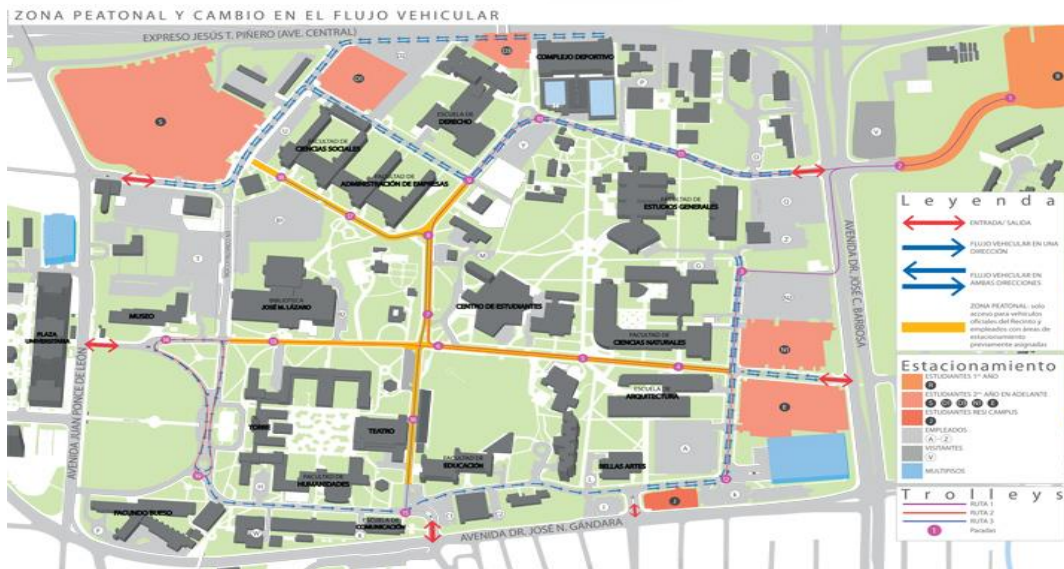 ZONA PEATONAL Y CAMBIO EN EL FLUJO VEHICULAR
EXPRESO JESÚS T. PIÑERO (AVE. CENTRAL)
COMPLEJO DEPORTIVO
ESCUELA DE
DERECHO
FACULTAD DE
CIENCIAS SOCIALES
FACULTAD DE
ADMINISTRACIÓN DE EMPRESAS
FACULTAD DE
ESTUDIOS GENERALES
BIBLIOTECA
JOSÉ M. LÁZARO
CENTRO DE ESTUDIANTES
MUSEO
PLAZA
UNIVERSITARIA
FACULTAD DE
CIENCIAS NATURALES
ESCUELA DE
ARQUITECTURA
TORRE
TEATRO
FACULTAD DE
EDUCACIÓN
BELLAS ARTES
FACULTAD DE
HUMANIDADES
FACUNDO BUESO
ESCUELA DE
COMUNICACIÓN
AVENIDA JUAN PONCE DE LEÓN
AVENIDA DR. JOSÉ N. GÁNDARA
AVENIDA DR. JOSÉ C. BARBOSA
Leyenda
ENTRADA/ SALIDA
FLUJO VEHICULAR EN UNA
DIRECCIÓN
FLUJO VEHICULAR EN
AMBAS DIRECCIONES
ZONA PEATONAL: solo
acceso para vehículos
oficiales del Recinto y
empleados con áreas de
estacionamiento
previamente asignadas
Estacionamiento
ESTUDIANTES 1er AÑO
R
ESTUDIANTES 2do AÑO EN ADELANTE
ESTUDIANTES RESI CAMPUS
J
EMPLEADOS
A - Z
VISITANTES
V
MULTIPISOS
Trolleys
RUTA 1
RUTA 2
RUTA 3
1 Paradas